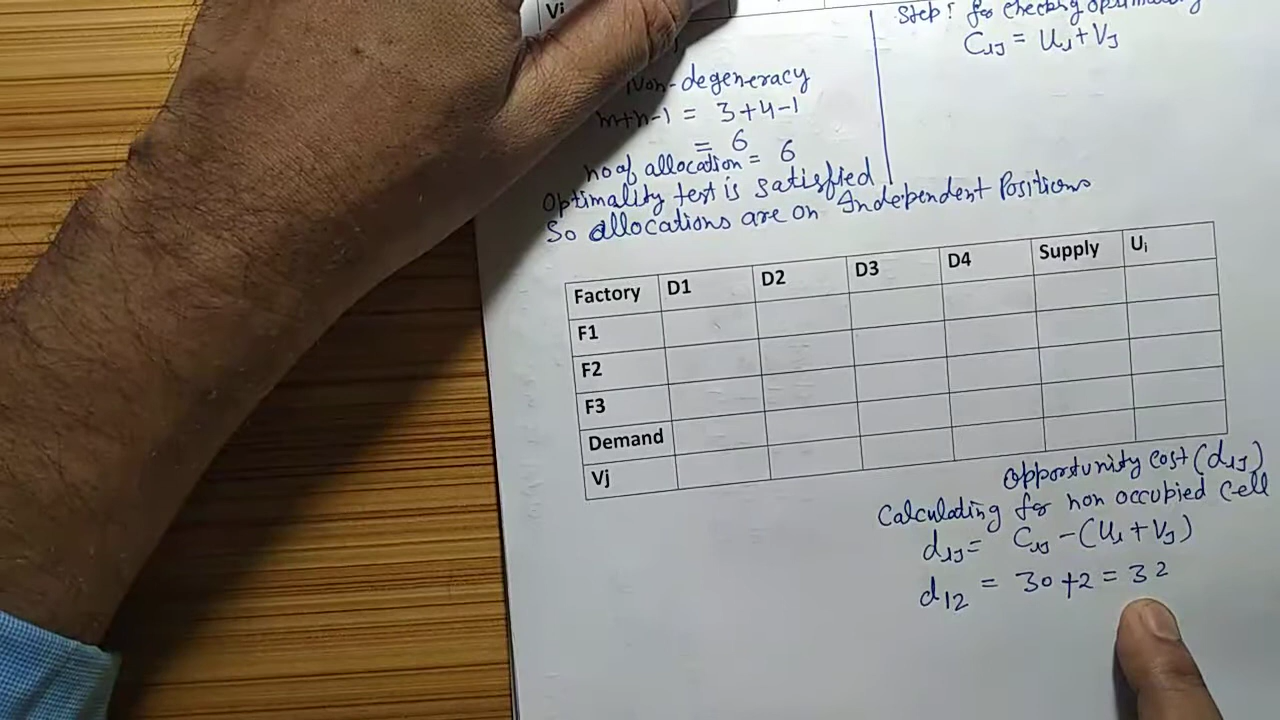 Vj
Step: for checking optimality
Cij = Ui + Vj
Non-degeneracy
m+n-1 = 3+4-1
= 6
no of allocation = 6
Optimality test is satisfied
So allocations are on Independent Positions
Factory D1 D2 D3 D4 Supply Ui
F1
F2
F3
Demand
Vj
Opportunity cost (dij)
Calculating for non occupied Cell
dij = Cij - (Ui + Vj)
d12 = 30+2 = 32